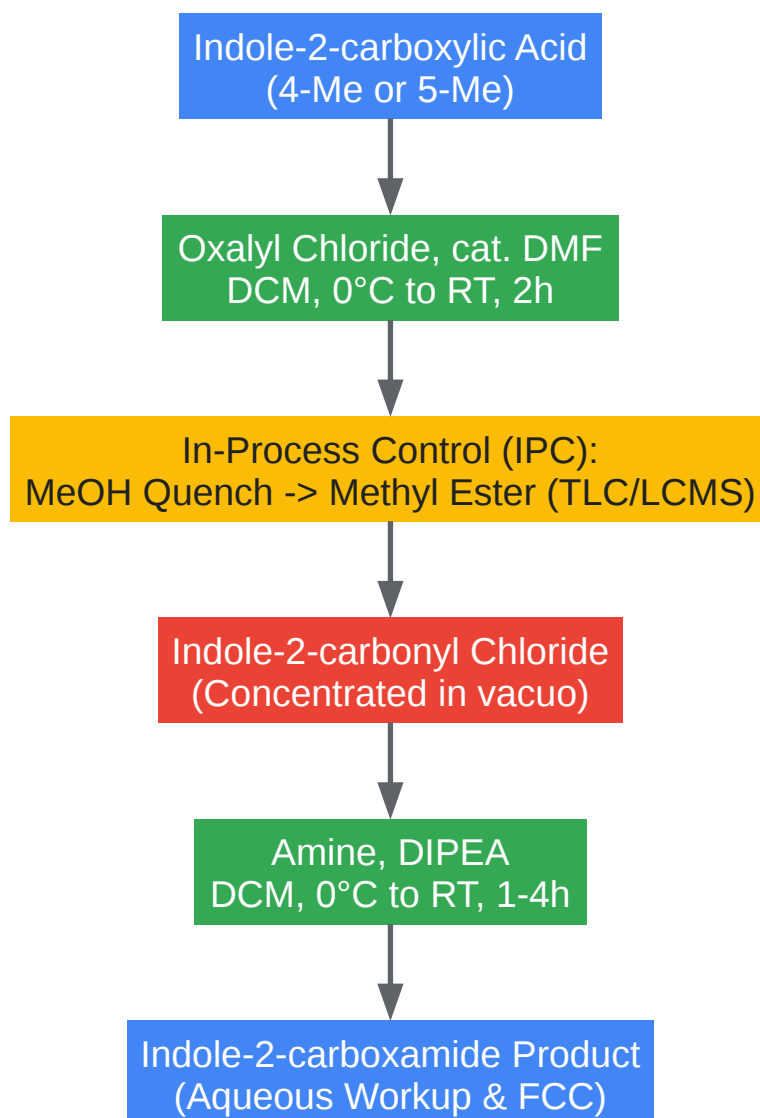 Indole-2-carboxylic Acid
(4-Me or 5-Me)
Oxalyl Chloride, cat. DMF
DCM, 0°C to RT, 2h
In-Process Control (IPC):
MeOH Quench -> Methyl Ester (TLC/LCMS)
Indole-2-carbonyl Chloride
(Concentrated in vacuo)
Amine, DIPEA
DCM, 0°C to RT, 1-4h
Indole-2-carboxamide Product
(Aqueous Workup & FCC)